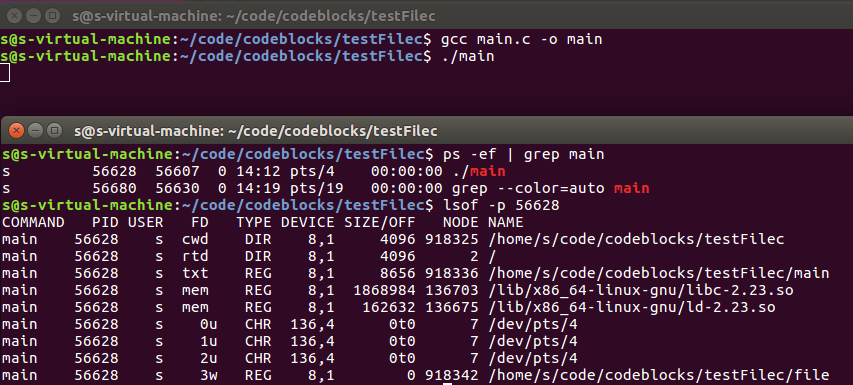 s@s-virtual-machine: ~/code/codeblocks/testFilec
s@s-virtual-machine:~/code/codeblocks/testFilec$ gcc main.c -o main
s@s-virtual-machine:~/code/codeblocks/testFilec$ ./main
s@s-virtual-machine: ~/code/codeblocks/testFilec
s@s-virtual-machine:~/code/codeblocks/testFilec$ ps -ef | grep main
s        56628  56607  0 14:12 pts/4    00:00:00 ./main
s        56680  56630  0 14:19 pts/19   00:00:00 grep --color=auto main
s@s-virtual-machine:~/code/codeblocks/testFilec$ lsof -p 56628
COMMAND   PID USER   FD   TYPE DEVICE SIZE/OFF   NODE NAME
main    56628    s  cwd    DIR    8,1     4096 918325 /home/s/code/codeblocks/testFilec
main    56628    s  rtd    DIR    8,1     4096      2 /
main    56628    s  txt    REG    8,1     8656 918336 /home/s/code/codeblocks/testFilec/main
main    56628    s  mem    REG    8,1  1868984 136703 /lib/x86_64-linux-gnu/libc-2.23.so
main    56628    s  mem    REG    8,1   162632 136675 /lib/x86_64-linux-gnu/ld-2.23.so
main    56628    s    0u   CHR  136,4      0t0      7 /dev/pts/4
main    56628    s    1u   CHR  136,4      0t0      7 /dev/pts/4
main    56628    s    2u   CHR  136,4      0t0      7 /dev/pts/4
main    56628    s    3w   REG    8,1        0 918342 /home/s/code/codeblocks/testFilec/file